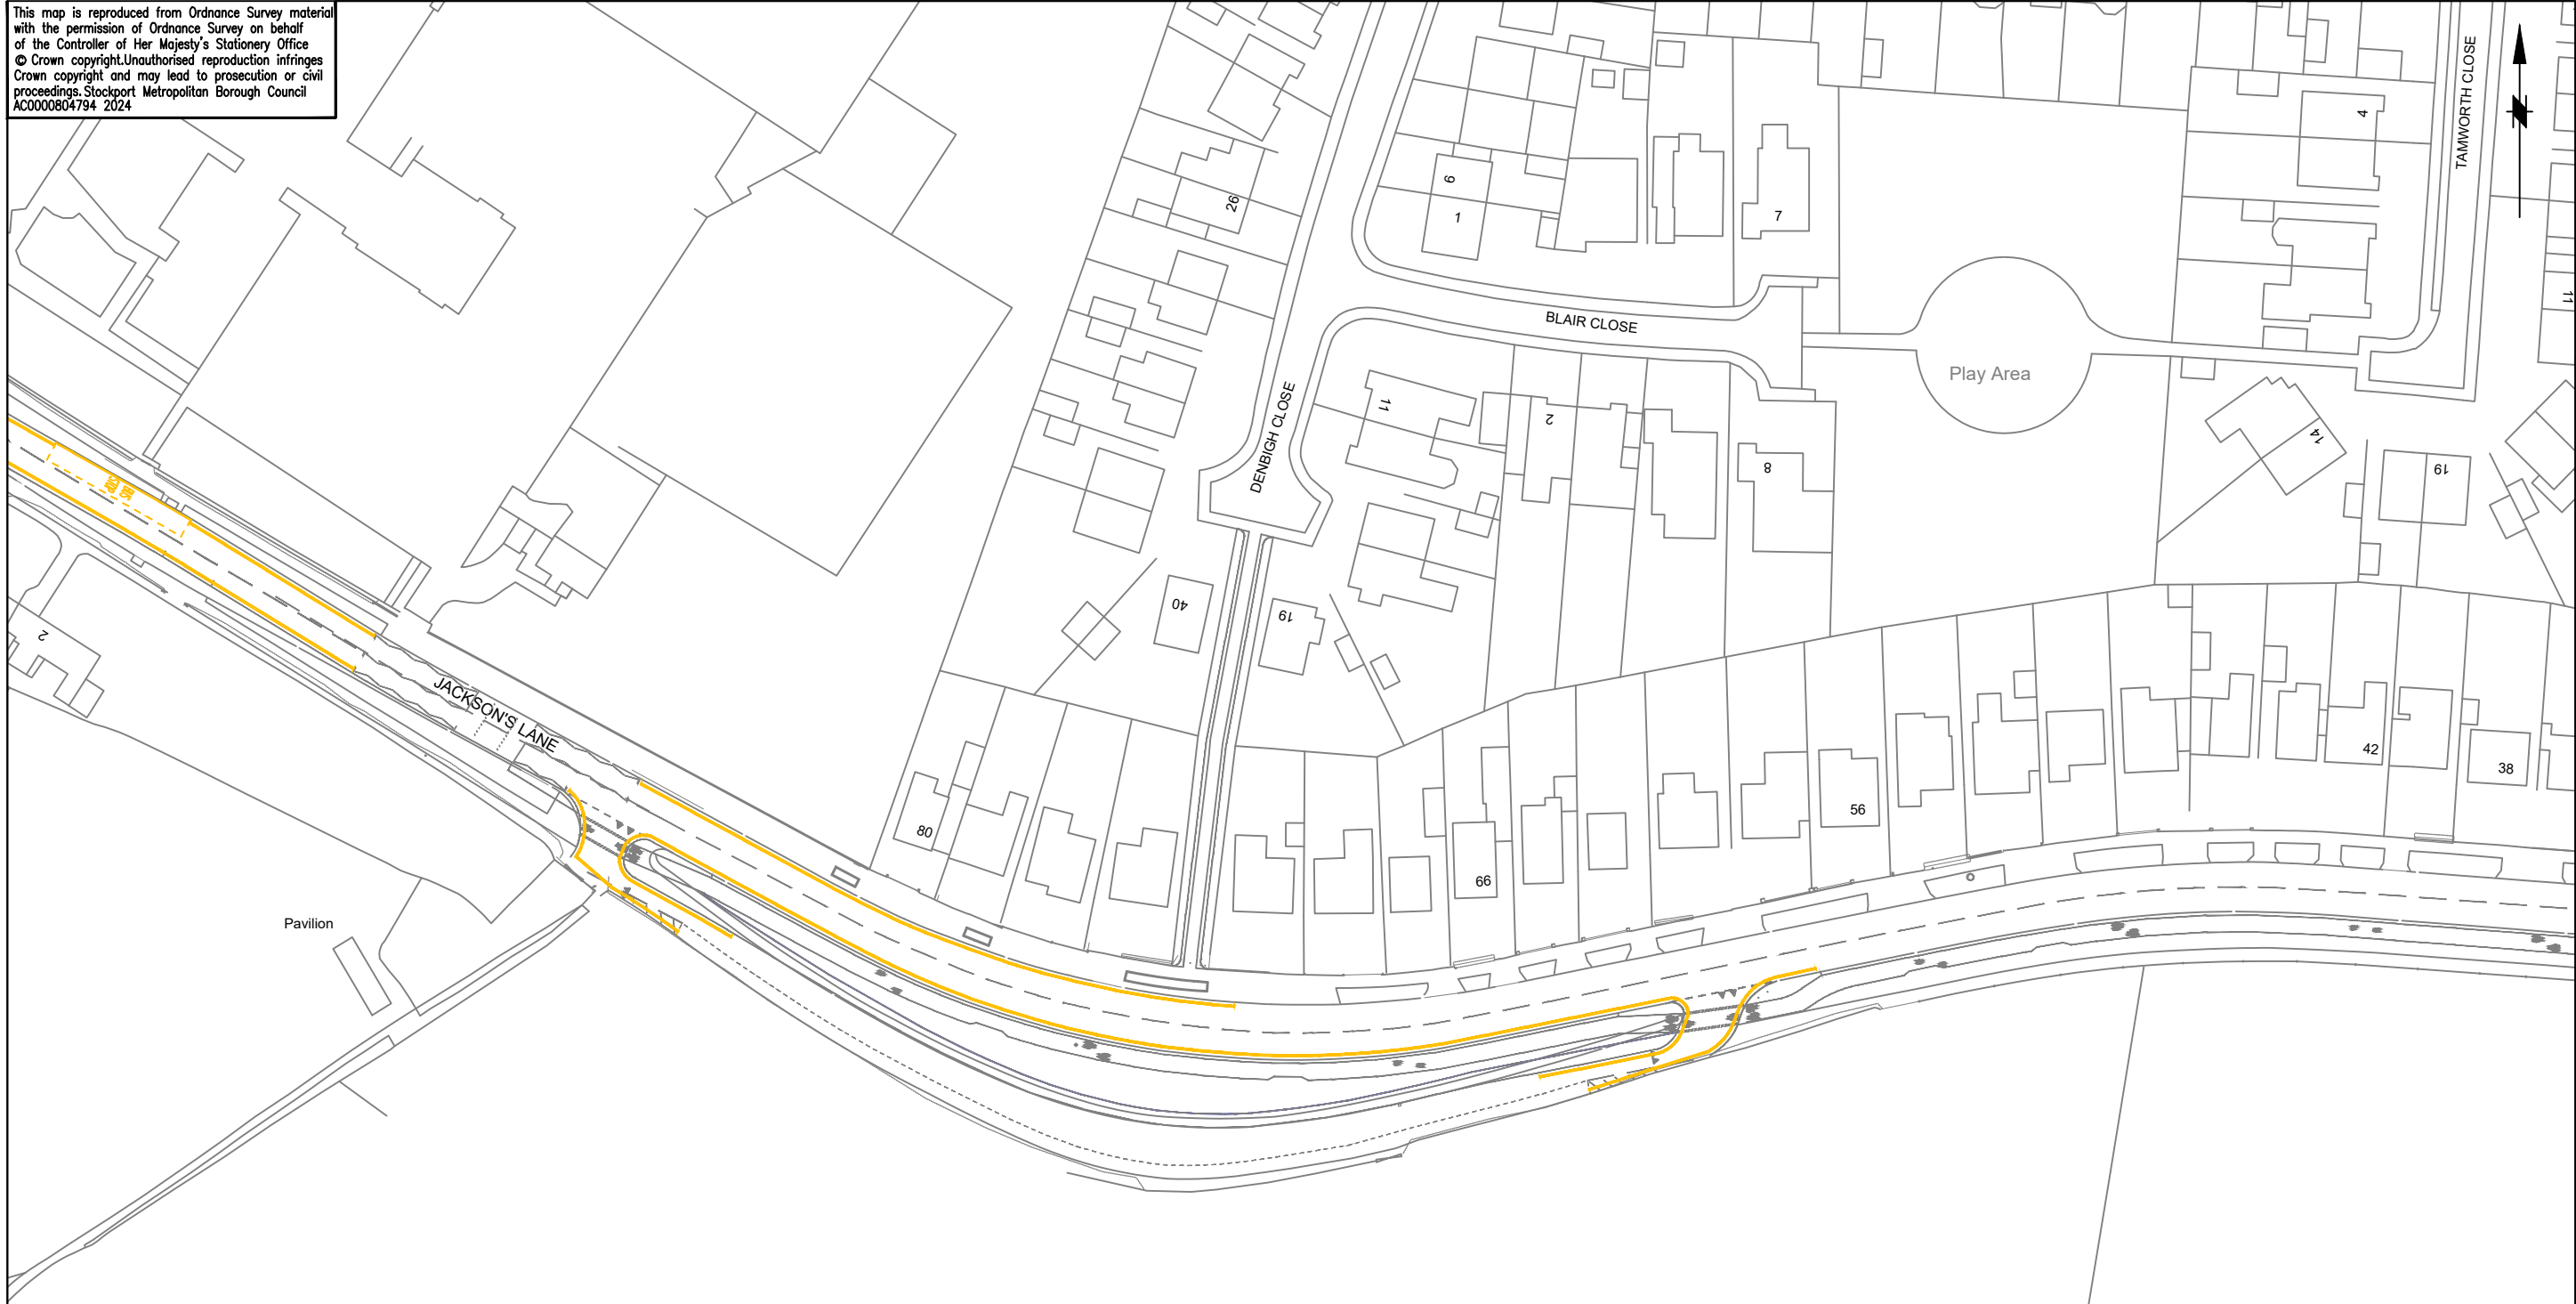 This map is reproduced from Ordnance Survey material
with the permission of Ordnance Survey on behalf
of the Controller of Her Majesty's Stationery Office
© Crown copyright.Unauthorised reproduction infringes
Crown copyright and may lead to prosecution or civil
proceedings. Stockport Metropolitan Borough Council
AC0000804794 2024
TAMWORTH CLOSE
4
6
1
26
7
11
BLAIR CLOSE
Play Area
DENBIGH CLOSE
11
2
8
14
19
BUS
STOP
40
19
2
JACKSON'S LANE
42
38
56
80
66
Pavilion